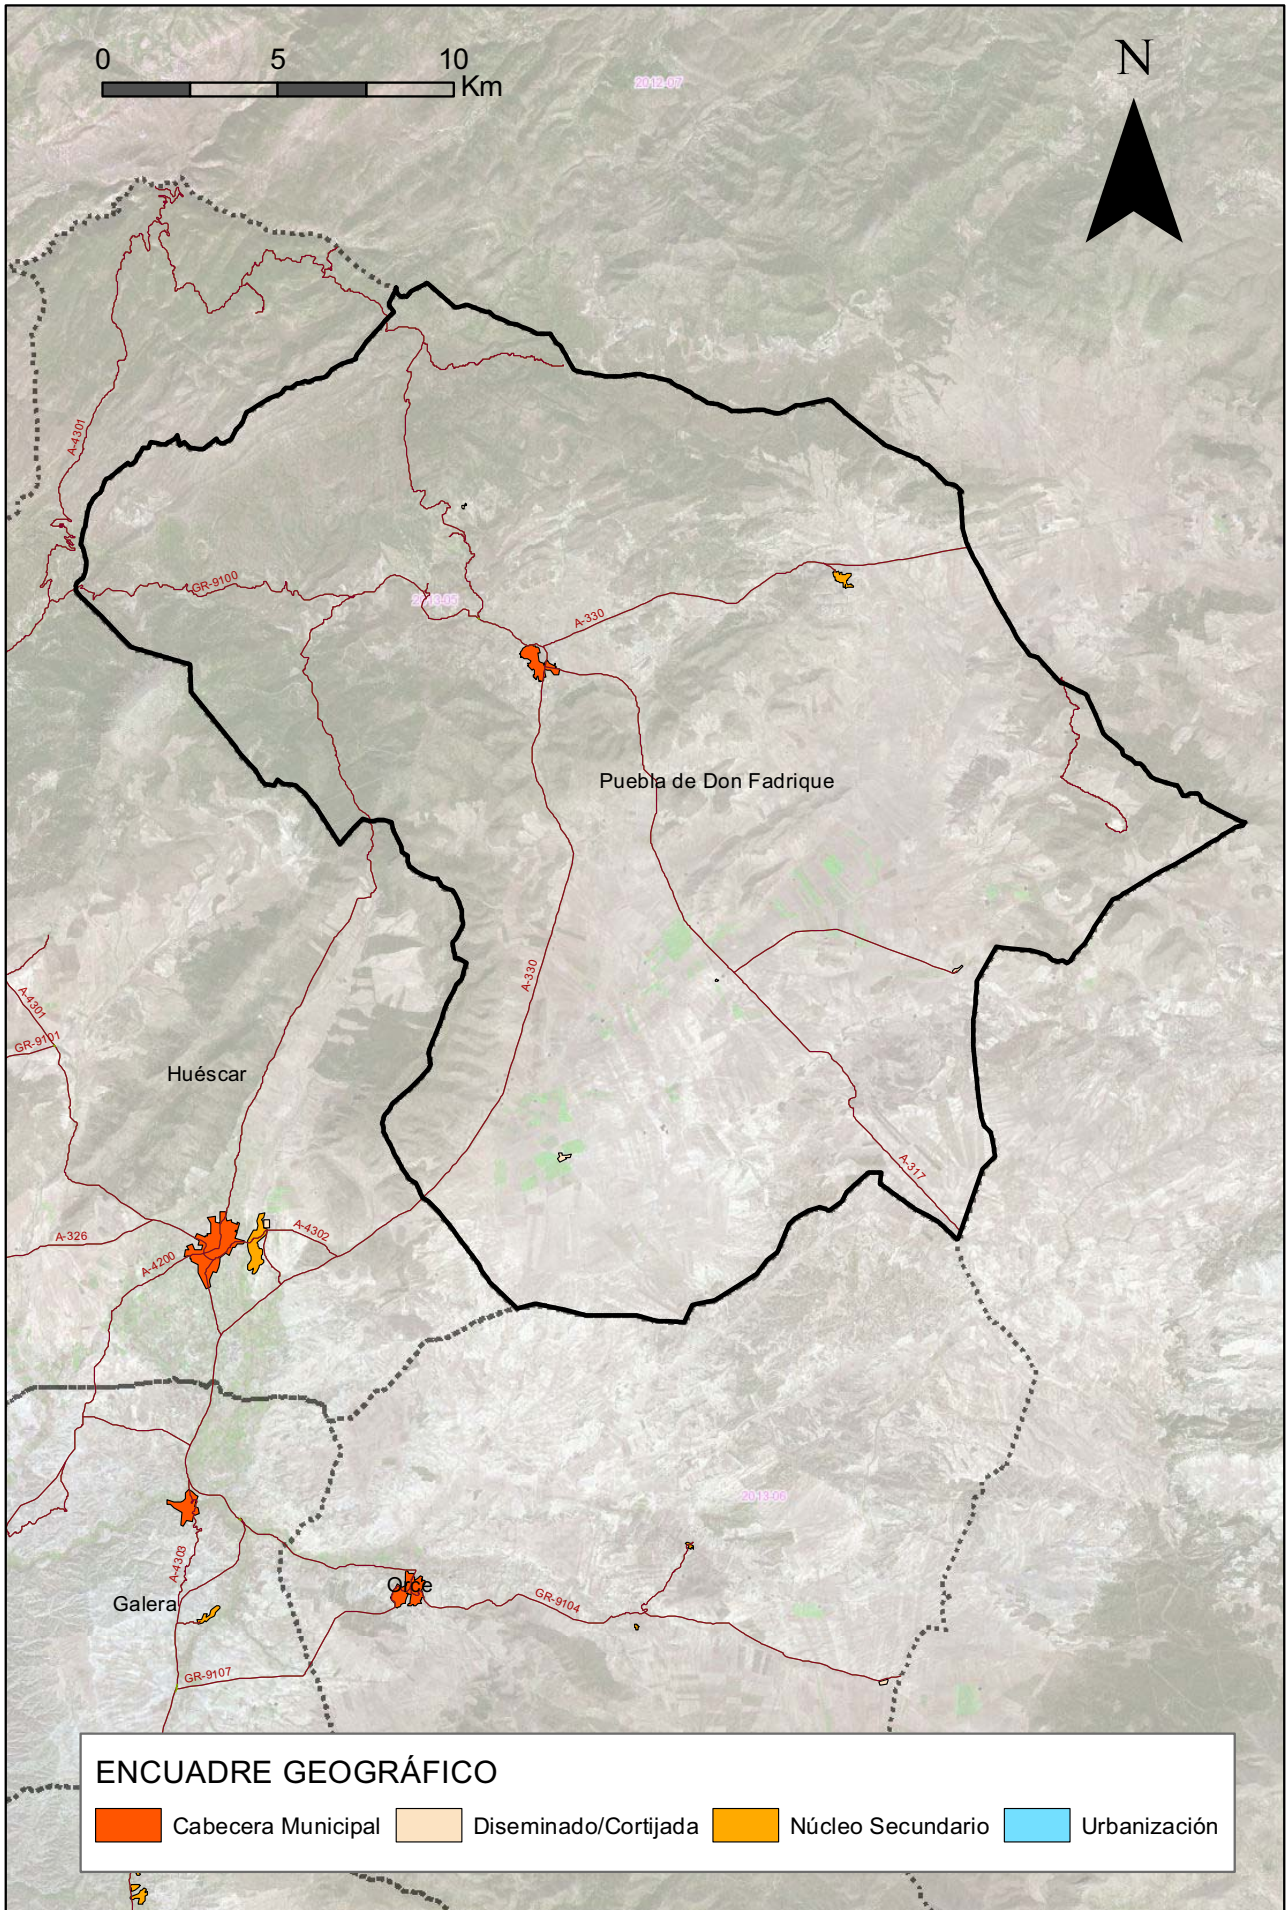 0 5 10
Km
N
2012-07
A-4301
GR-9100
2013-05
A-330
Puebla de Don Fadrique
A-330
A-4301
GR-9101
Huéscar
A-317
A-4302
A-326
A-4200
2013-06
A-4303
Orce
GR-9104
Galera
GR-9107
ENCUADRE GEOGRÁFICO
Cabecera Municipal Diseminado/Cortijada Núcleo Secundario Urbanización